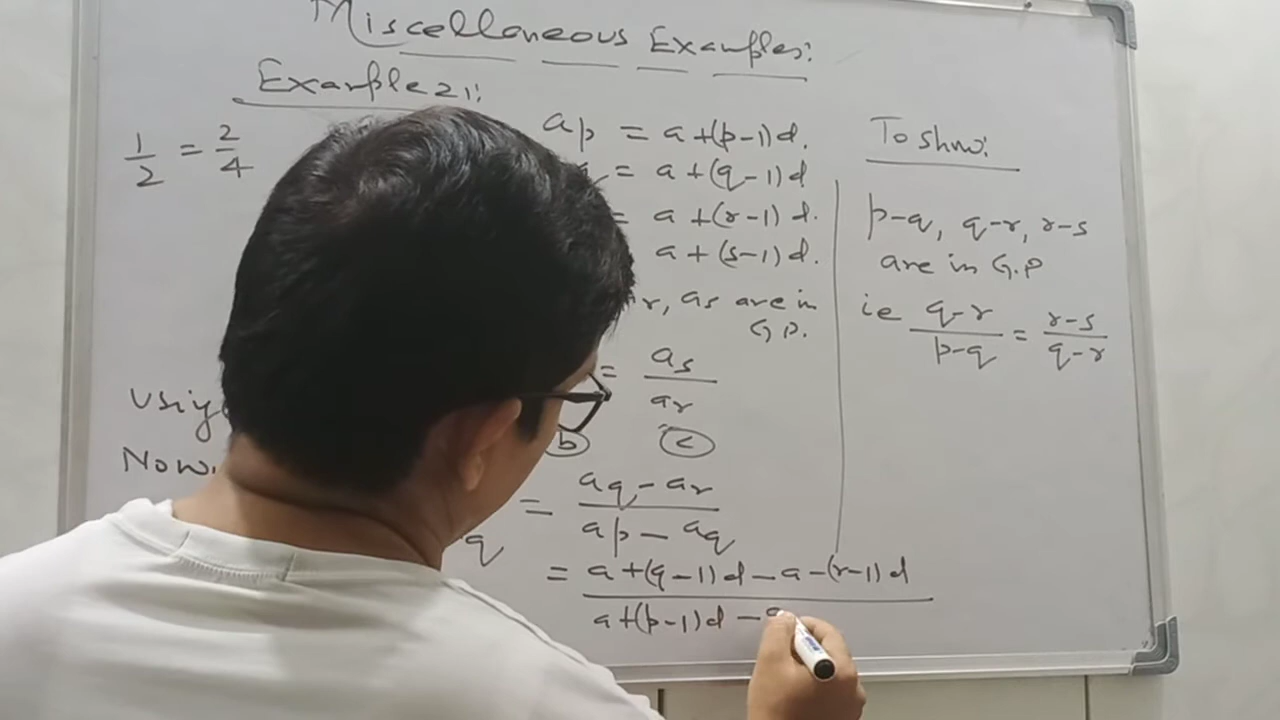 Miscellaneous Examples:
Example 21:
1/2 = 2/4
ap = a+(p-1)d.
= a+(q-1)d
= a+(r-1)d.
a+(s-1)d.
r, as are in
G.P.
= as/ar
b c
Now,
= aq-ar/ap-aq
q
= a+(q-1)d-a-(r-1)d/a+(p-1)d-
To show:
p-q, q-r, r-s
are in G.P
ie q-r/p-q = r-s/q-r